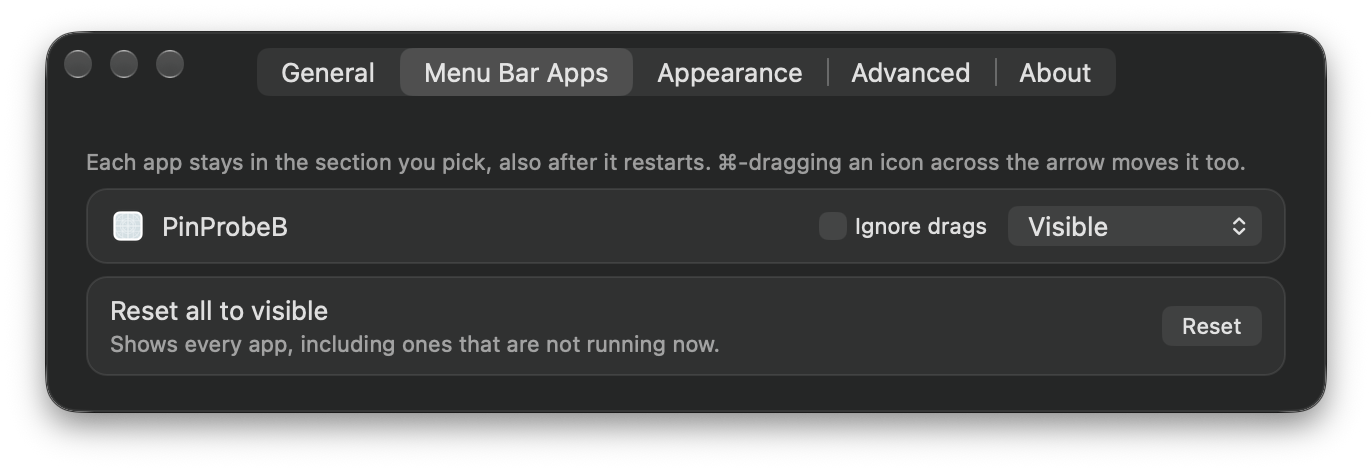 General Menu Bar Apps Appearance Advanced About
Each app stays in the section you pick, also after it restarts. ⌘-dragging an icon across the arrow moves it too.
PinProbeB Ignore drags Visible
Reset all to visible
Shows every app, including ones that are not running now.
Reset